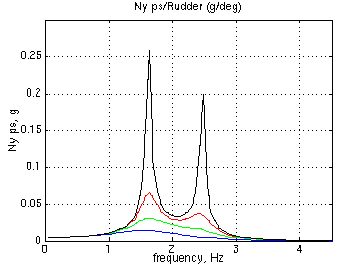 Ny ps/Rudder (g/deg)
0.25
0.2
0.15
0.1
0.05
0
Ny ps, g
0 1 2 3 4
frequency, Hz